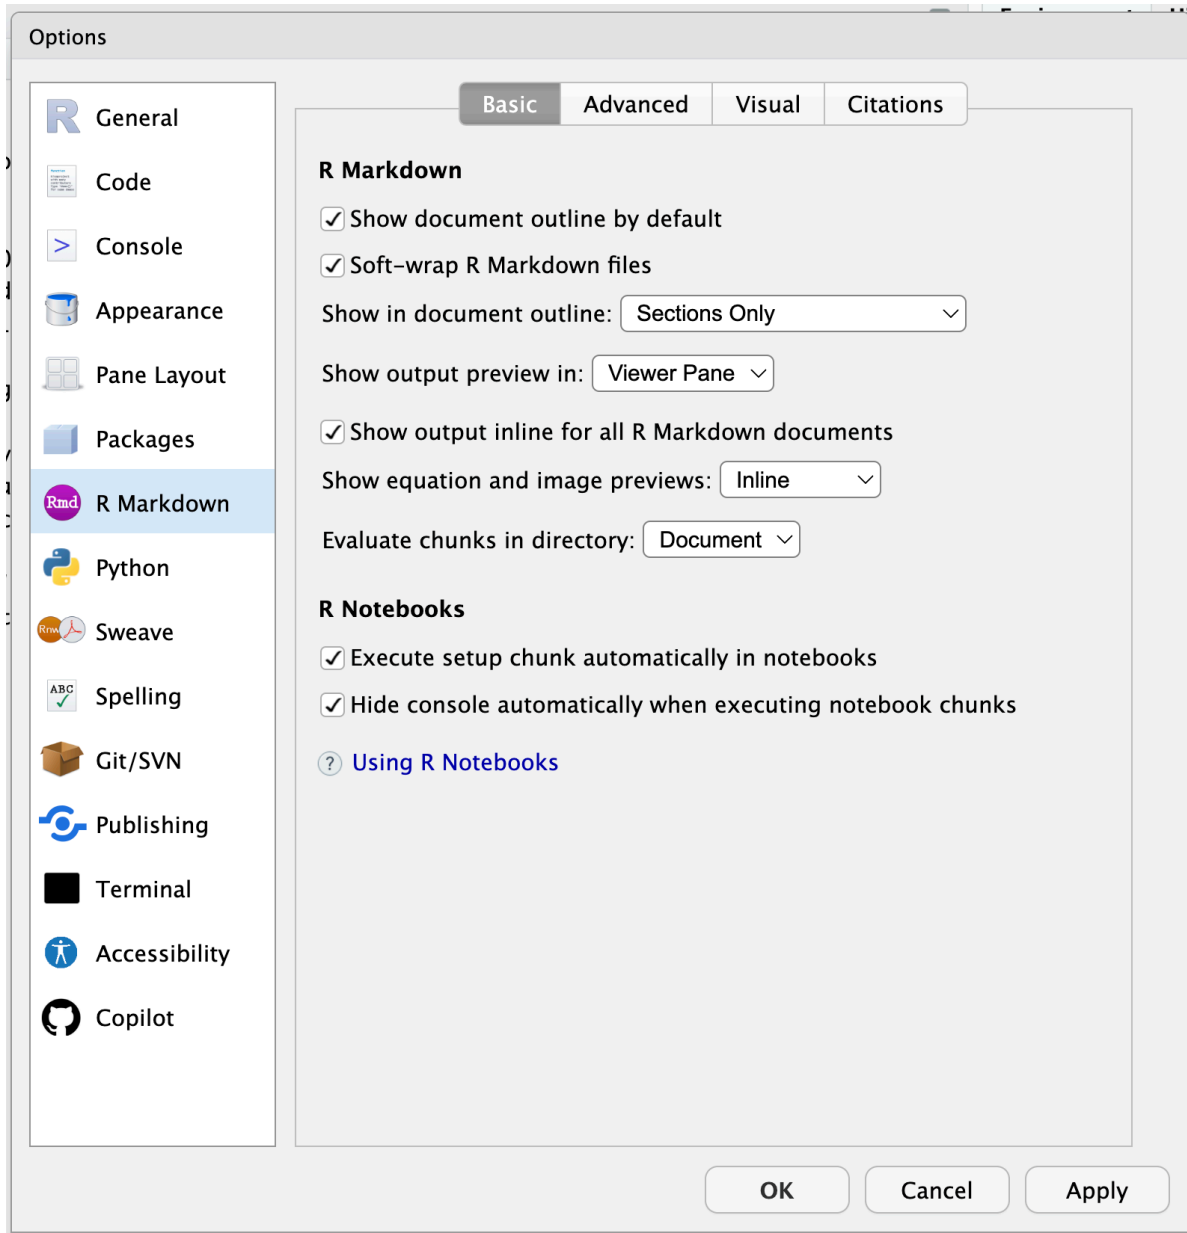 Options
General
Code
Console
Appearance
Pane Layout
Packages
Rmd R Markdown
Python
Rnw Sweave
ABC Spelling
Git/SVN
Publishing
Terminal
Accessibility
Copilot
Basic Advanced Visual Citations
R Markdown
Show document outline by default
Soft-wrap R Markdown files
Show in document outline: Sections Only
Show output preview in: Viewer Pane
Show output inline for all R Markdown documents
Show equation and image previews: Inline
Evaluate chunks in directory: Document
R Notebooks
Execute setup chunk automatically in notebooks
Hide console automatically when executing notebook chunks
? Using R Notebooks
OK Cancel Apply